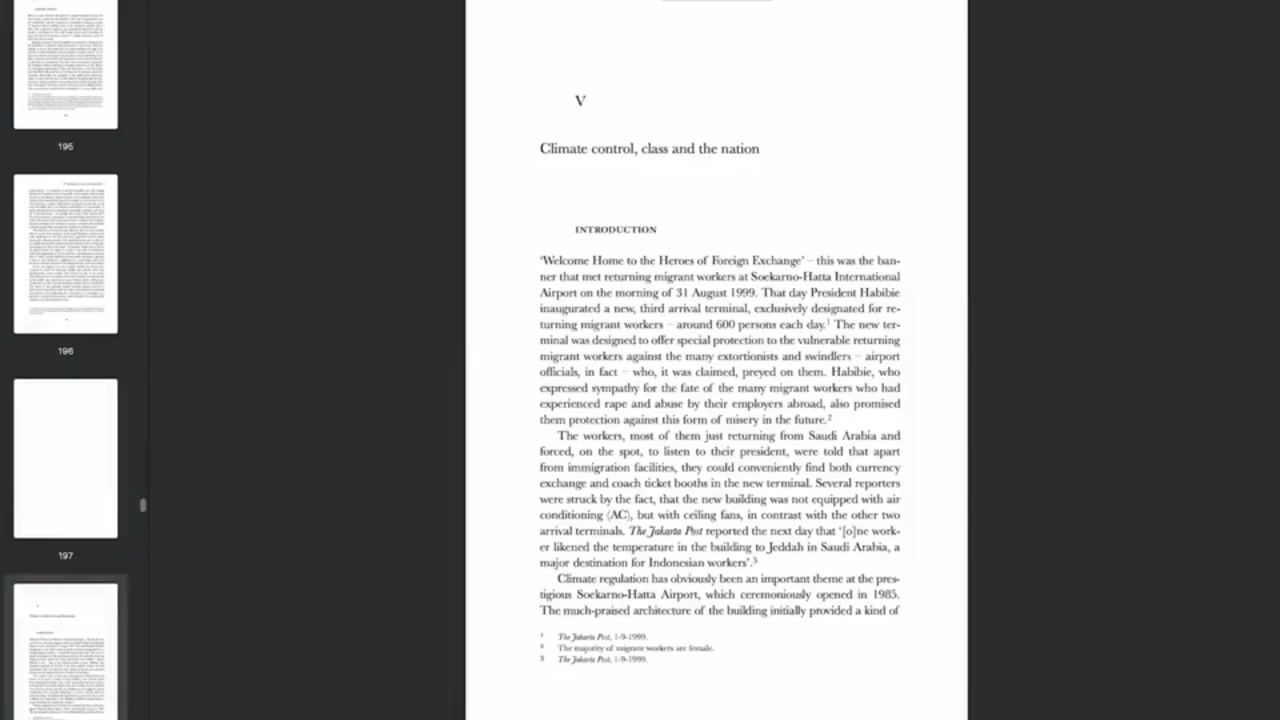 195
196
197
V
Climate control, class and the nation
INTRODUCTION
‘Welcome Home to the Heroes of Foreign Exchange’ – this was the ban-
ner that met returning migrant workers at Soekarno-Hatta International
Airport on the morning of 31 August 1999. That day President Habibie
inaugurated a new, third arrival terminal, exclusively designated for re-
turning migrant workers – around 600 persons each day.¹ The new ter-
minal was designed to offer special protection to the vulnerable returning
migrant workers against the many extortionists and swindlers – airport
officials, in fact – who, it was claimed, preyed on them. Habibie, who
expressed sympathy for the fate of the many migrant workers who had
experienced rape and abuse by their employers abroad, also promised
them protection against this form of misery in the future.²
The workers, most of them just returning from Saudi Arabia and
forced, on the spot, to listen to their president, were told that apart
from immigration facilities, they could conveniently find both currency
exchange and coach ticket booths in the new terminal. Several reporters
were struck by the fact, that the new building was not equipped with air
conditioning (AC), but with ceiling fans, in contrast with the other two
arrival terminals. The Jakarta Post reported the next day that ‘[o]ne work-
er likened the temperature in the building to Jeddah in Saudi Arabia, a
major destination for Indonesian workers’.³
Climate regulation has obviously been an important theme at the pres-
tigious Soekarno-Hatta Airport, which ceremoniously opened in 1985.
The much-praised architecture of the building initially provided a kind of
1 The Jakarta Post, 1-9-1999.
2 The majority of migrant workers are female.
3 The Jakarta Post, 1-9-1999.